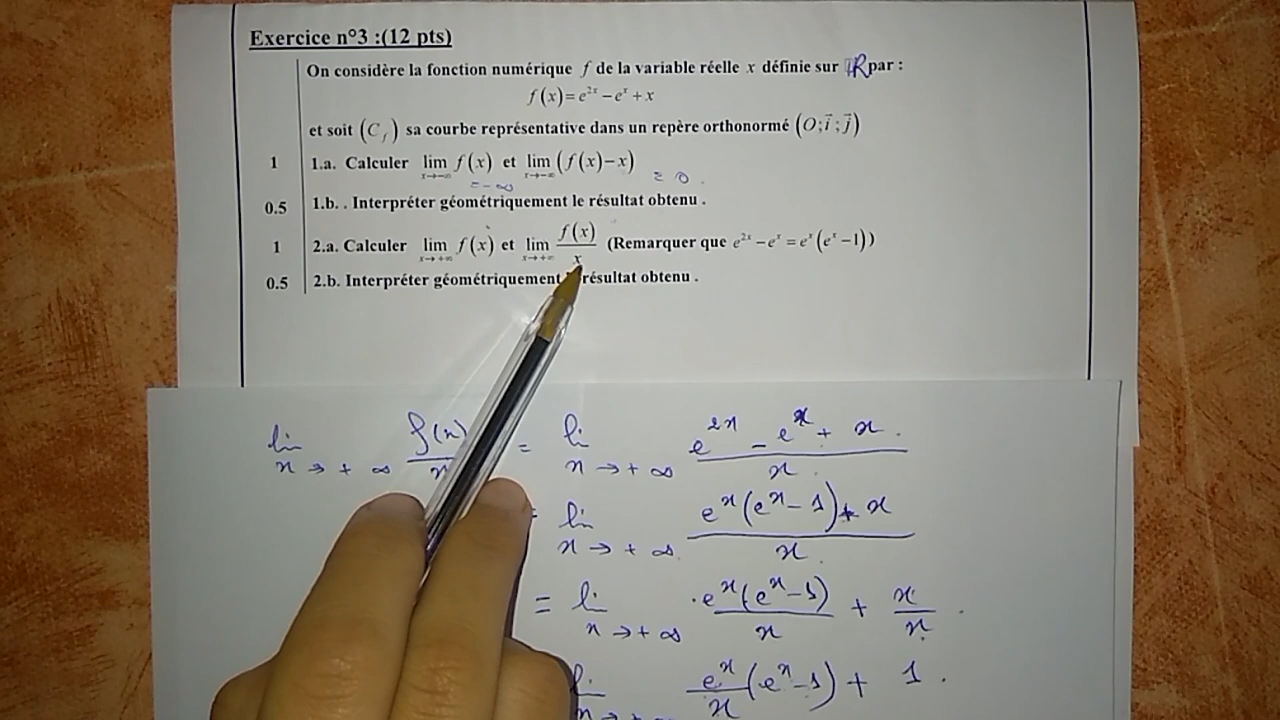 Exercice n°3 :(12 pts)
On considère la fonction numérique f de la variable réelle x définie sur ℝ par :
f(x)=e^{2x}−e^x+x
et soit (C_f) sa courbe représentative dans un repère orthonormé (O;i⃗;j⃗)
1 1.a. Calculer lim_{x→−∞} f(x) et lim_{x→−∞} (f(x)−x)
= −∞ = 0
0.5 1.b. . Interpréter géométriquement le résultat obtenu .
1 2.a. Calculer lim_{x→+∞} f(x) et lim_{x→+∞} f(x)/x (Remarquer que e^{2x}−e^x=e^x(e^x−1))
0.5 2.b. Interpréter géométriquement résultat obtenu .
lim_{x→+∞} f(x)/x = lim_{x→+∞} (e^{2x} − e^x + x)/x
= lim_{x→+∞} (e^x(e^x−1)+x)/x
= lim_{x→+∞} e^x(e^x−1)/x + x/x
lim_{x→+∞} e^x/x (e^x−1) + 1